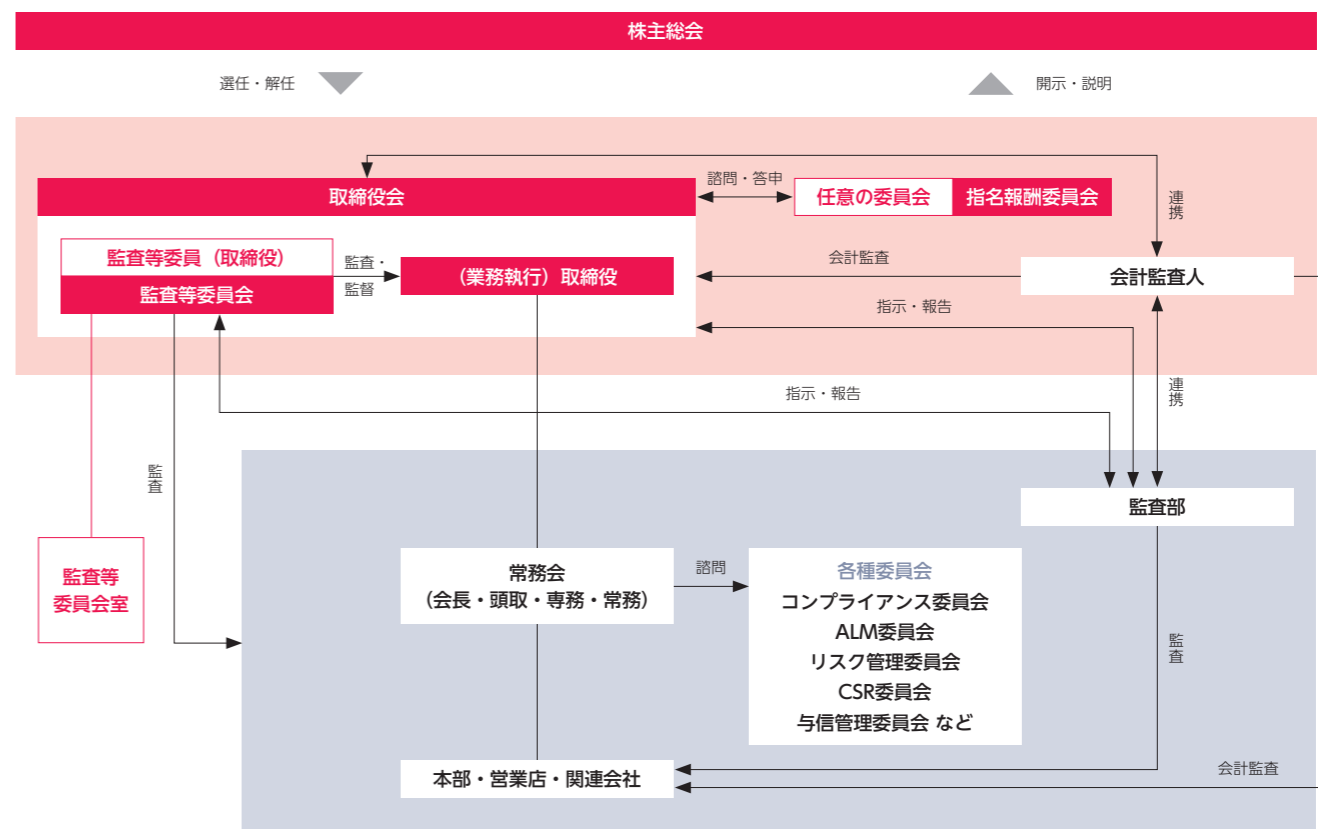 株主総会
選任・解任
開示・説明
取締役会
諮問・答申
任意の委員会
指名報酬委員会
連携
監査等委員（取締役）
監査等委員会
監査・
監督
（業務執行）取締役
会計監査
会計監査人
指示・報告
指示・報告
連携
監査
監査部
監査等
委員会室
常務会
（会長・頭取・専務・常務）
諮問
各種委員会
コンプライアンス委員会
ALM委員会
リスク管理委員会
CSR委員会
与信管理委員会 など
監査
本部・営業店・関連会社
会計監査